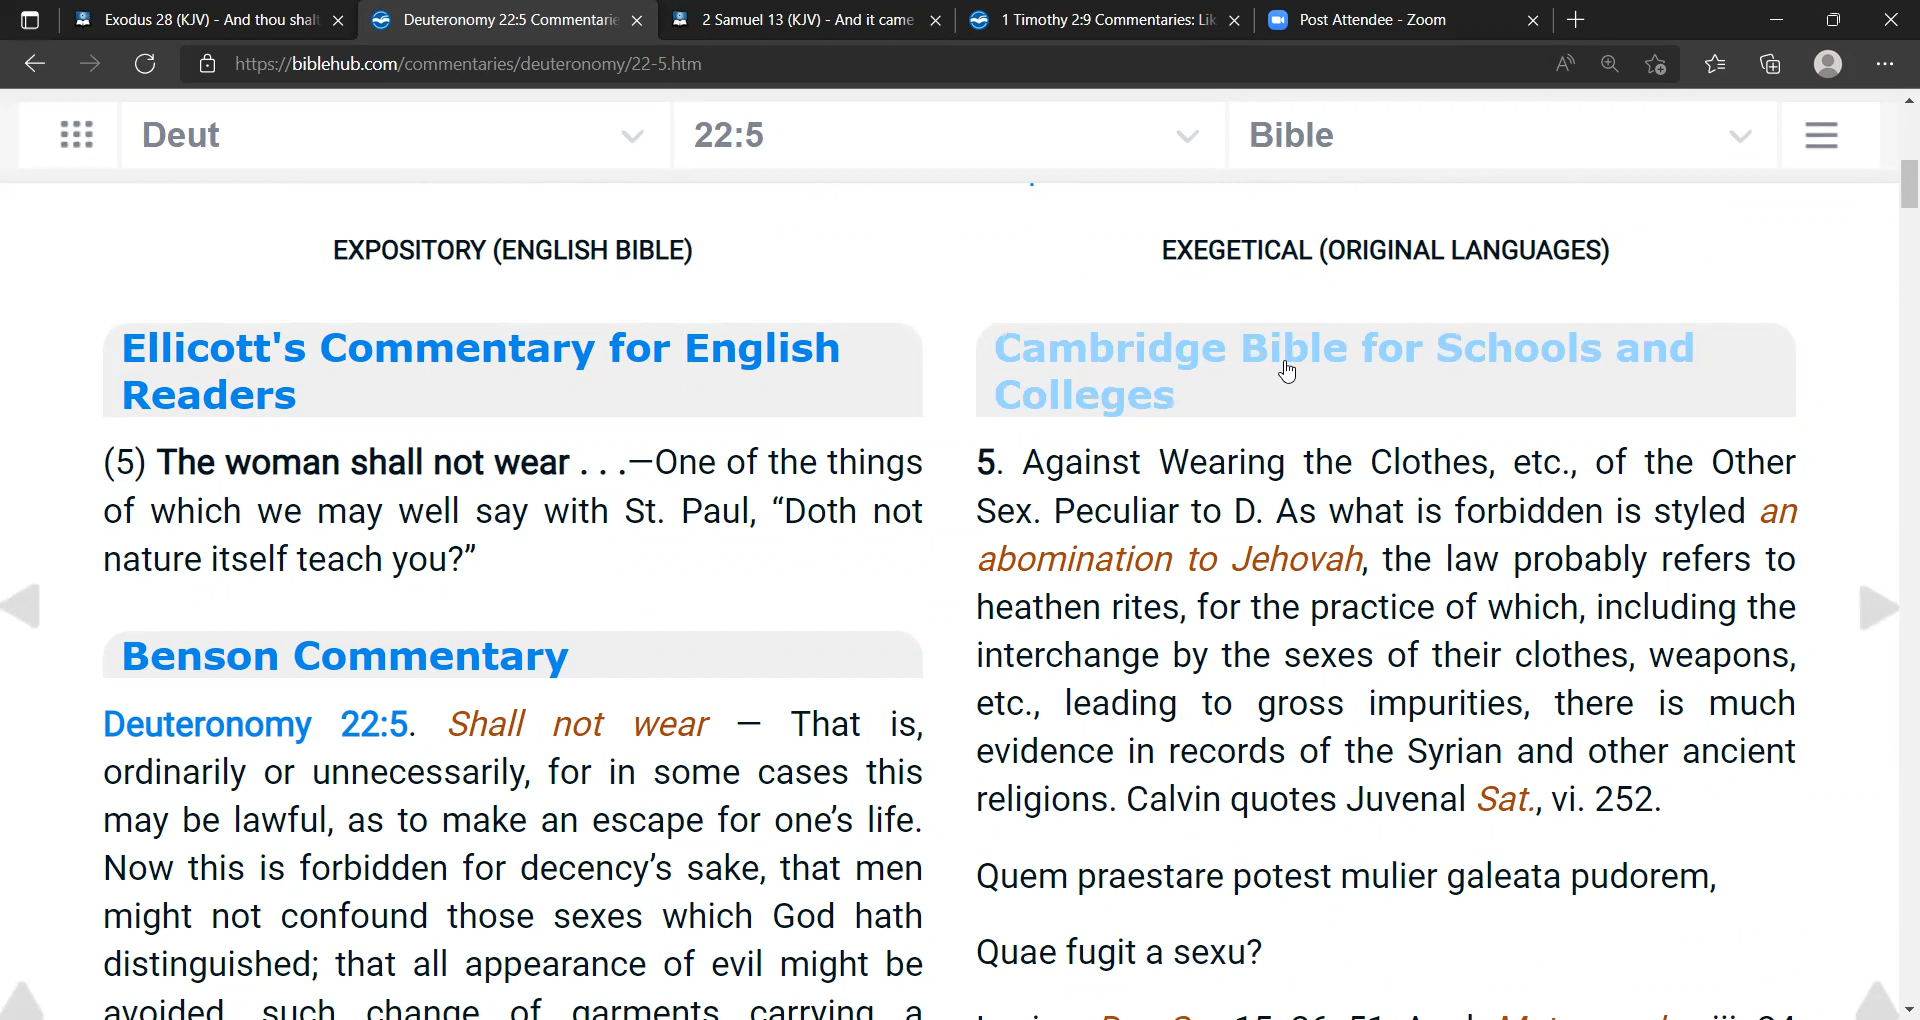 Exodus 28 (KJV) - And thou shalt
Deuteronomy 22:5 Commentarie
2 Samuel 13 (KJV) - And it came
1 Timothy 2:9 Commentaries: Lik
Post Attendee - Zoom
https://biblehub.com/commentaries/deuteronomy/22-5.htm
Deut
22:5
Bible
EXPOSITORY (ENGLISH BIBLE)
Ellicott's Commentary for English
Readers
(5) The woman shall not wear . . .—One of the things
of which we may well say with St. Paul, “Doth not
nature itself teach you?”
Benson Commentary
Deuteronomy 22:5. Shall not wear — That is,
ordinarily or unnecessarily, for in some cases this
may be lawful, as to make an escape for one’s life.
Now this is forbidden for decency’s sake, that men
might not confound those sexes which God hath
distinguished; that all appearance of evil might be
avoided, such change of garments carrying a
EXEGETICAL (ORIGINAL LANGUAGES)
Cambridge Bible for Schools and
Colleges
5. Against Wearing the Clothes, etc., of the Other
Sex. Peculiar to D. As what is forbidden is styled an
abomination to Jehovah, the law probably refers to
heathen rites, for the practice of which, including the
interchange by the sexes of their clothes, weapons,
etc., leading to gross impurities, there is much
evidence in records of the Syrian and other ancient
religions. Calvin quotes Juvenal Sat., vi. 252.
Quem praestare potest mulier galeata pudorem,
Quae fugit a sexu?